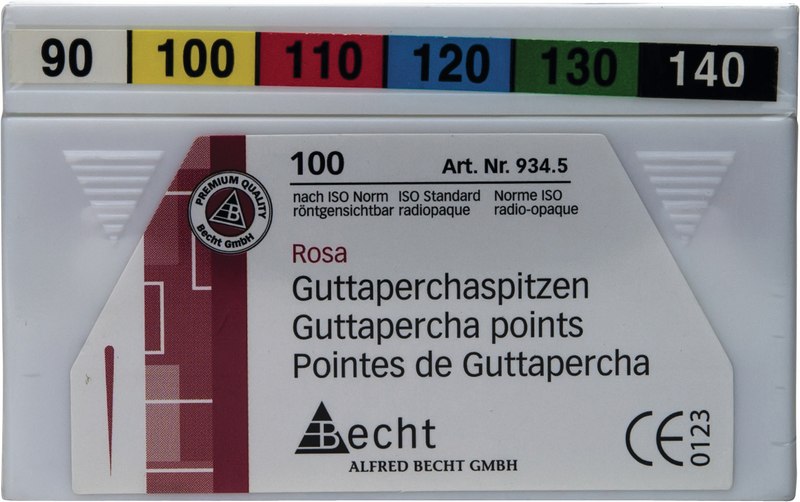 90 100 110 120 130 140
100 Art. Nr. 934.5
nach ISO Norm ISO Standard Norme ISO
röntgensichtbar radiopaque radio-opaque
PREMIUM QUALITY
B
Becht GmbH
Rosa
Guttaperchaspitzen
Guttapercha points
Pointes de Guttapercha
Becht
ALFRED BECHT GMBH
CE 0123